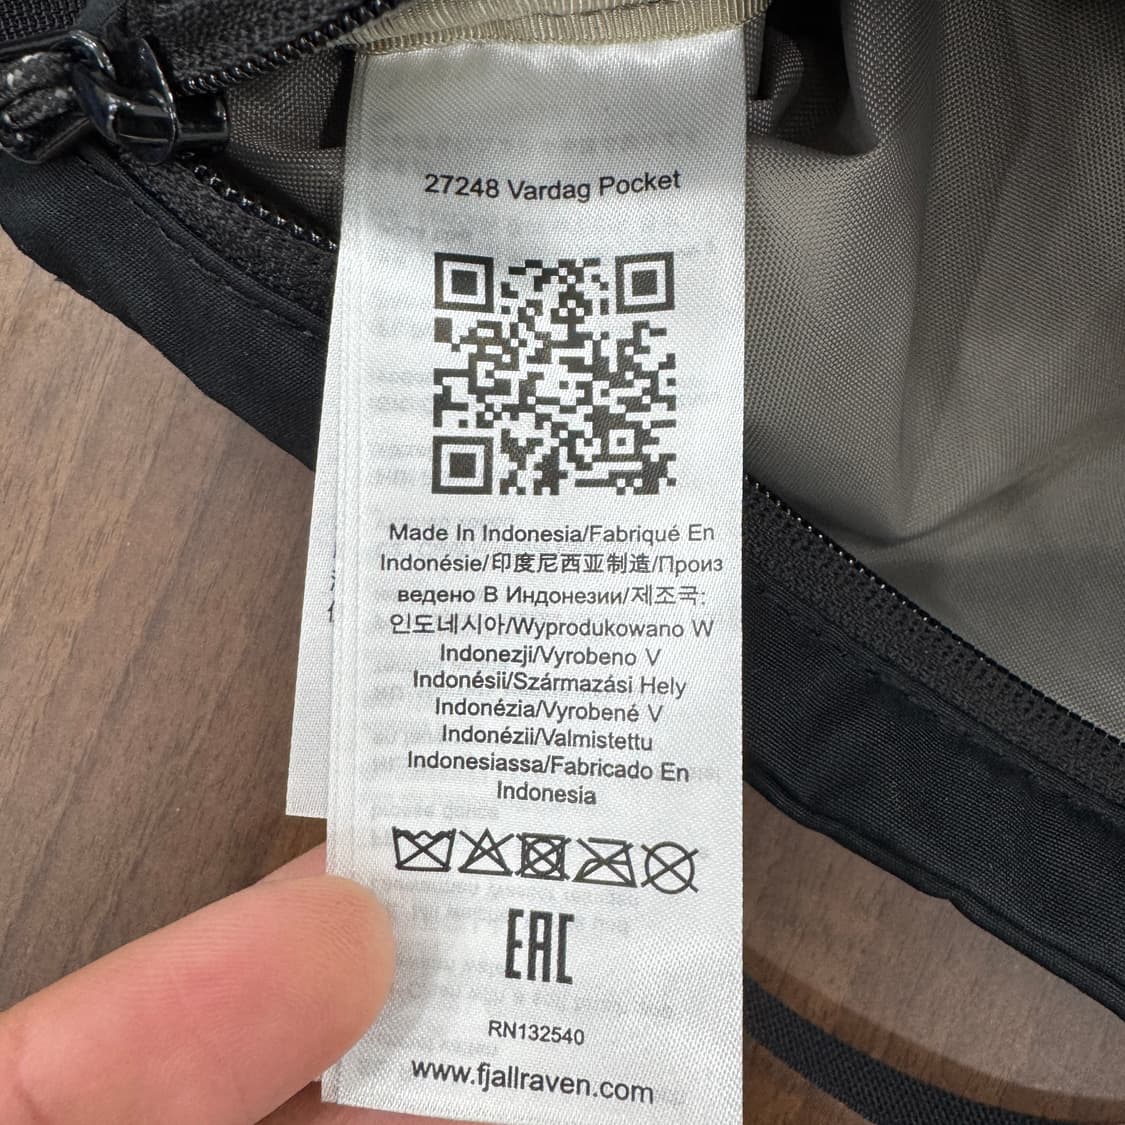 27248 Vardag Pocket
Made In Indonesia/Fabriqué En
Indonésie/印度尼西亚制造/Произ
ведено В Индонезии/제조국:
인도네시아/Wyprodukowano W
Indonezji/Vyrobeno V
Indonésii/Származási Hely
Indonézia/Vyrobené V
Indonézii/Valmistettu
Indonesiassa/Fabricado En
Indonesia
EAC
RN132540
www.fjallraven.com